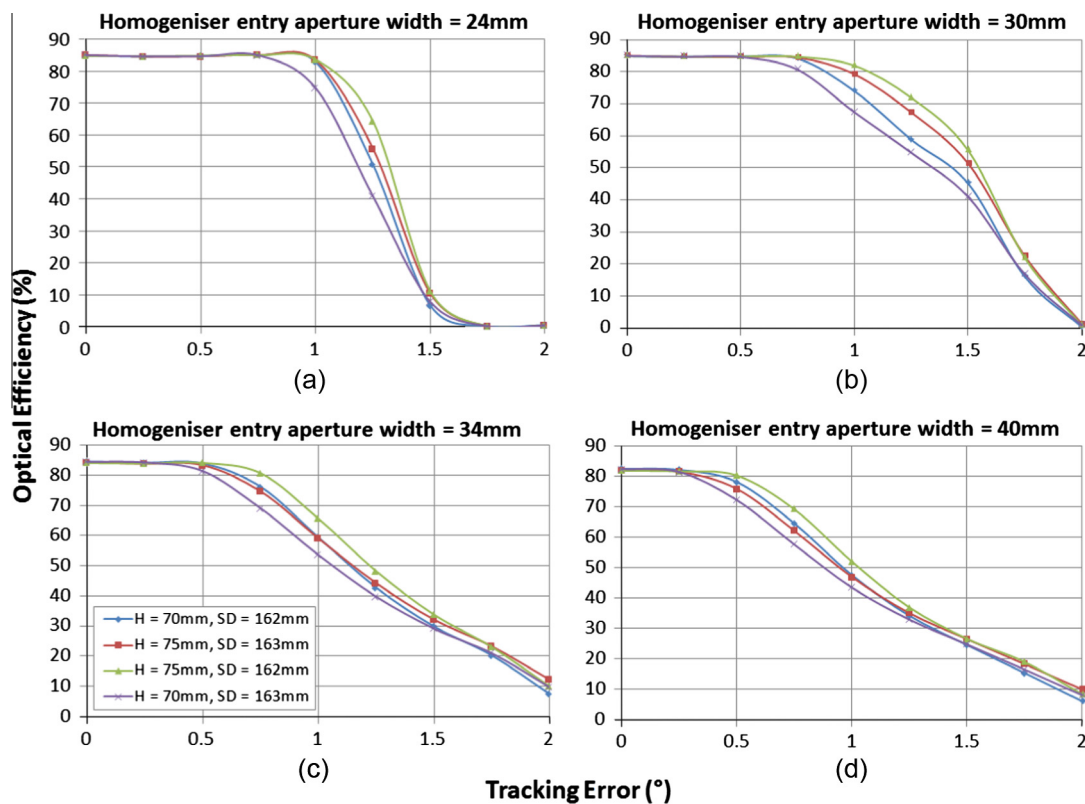 Homogeniser entry aperture width = 24mm
90
80
70
60
50
40
30
20
10
0
0 0.5 1 1.5 2
(a)
Homogeniser entry aperture width = 30mm
90
80
70
60
50
40
30
20
10
0
0 0.5 1 1.5 2
(b)
Optical Efficiency (%)
Homogeniser entry aperture width = 34mm
90
80
70
60
50
40
30
20
10
0
H = 70mm, SD = 162mm
H = 75mm, SD = 163mm
H = 75mm, SD = 162mm
H = 70mm, SD = 163mm
0 0.5 1 1.5 2
(c)
Homogeniser entry aperture width = 40mm
90
80
70
60
50
40
30
20
10
0
0 0.5 1 1.5 2
(d)
Tracking Error (°)